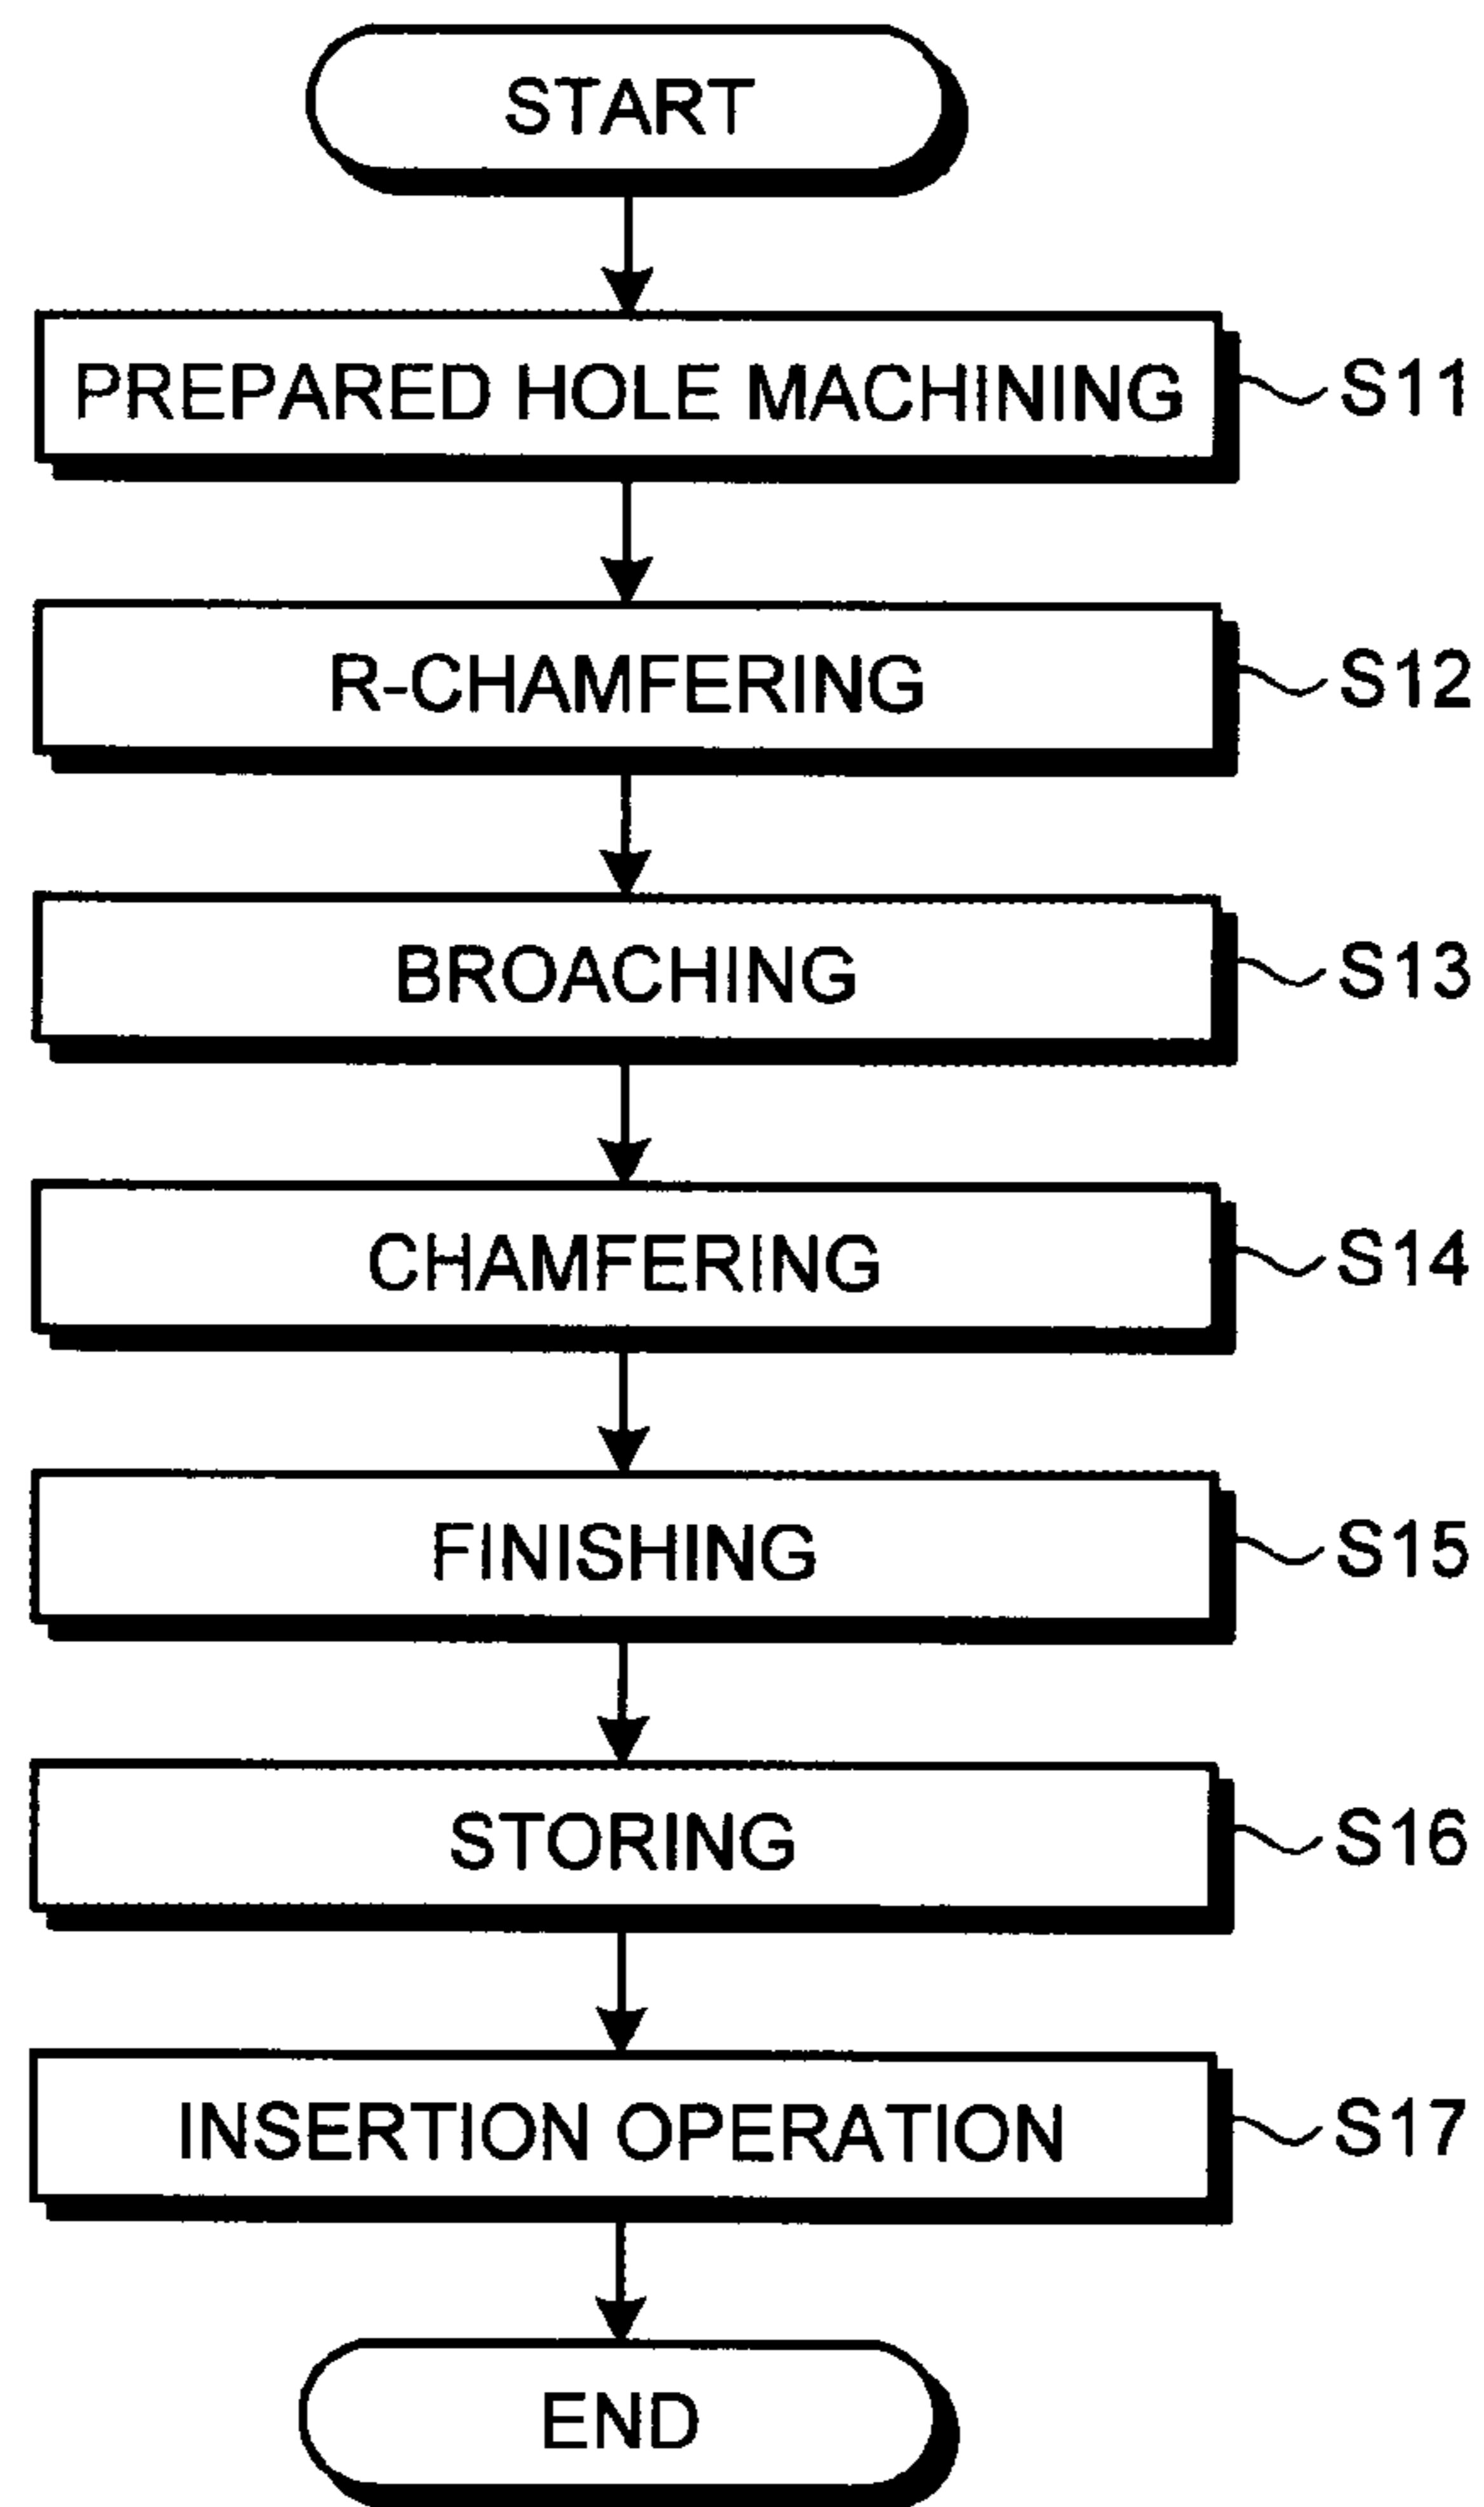 START
PREPARED HOLE MACHINING S11
R-CHAMFERING S12
BROACHING S13
CHAMFERING S14
FINISHING S15
STORING S16
INSERTION OPERATION S17
END